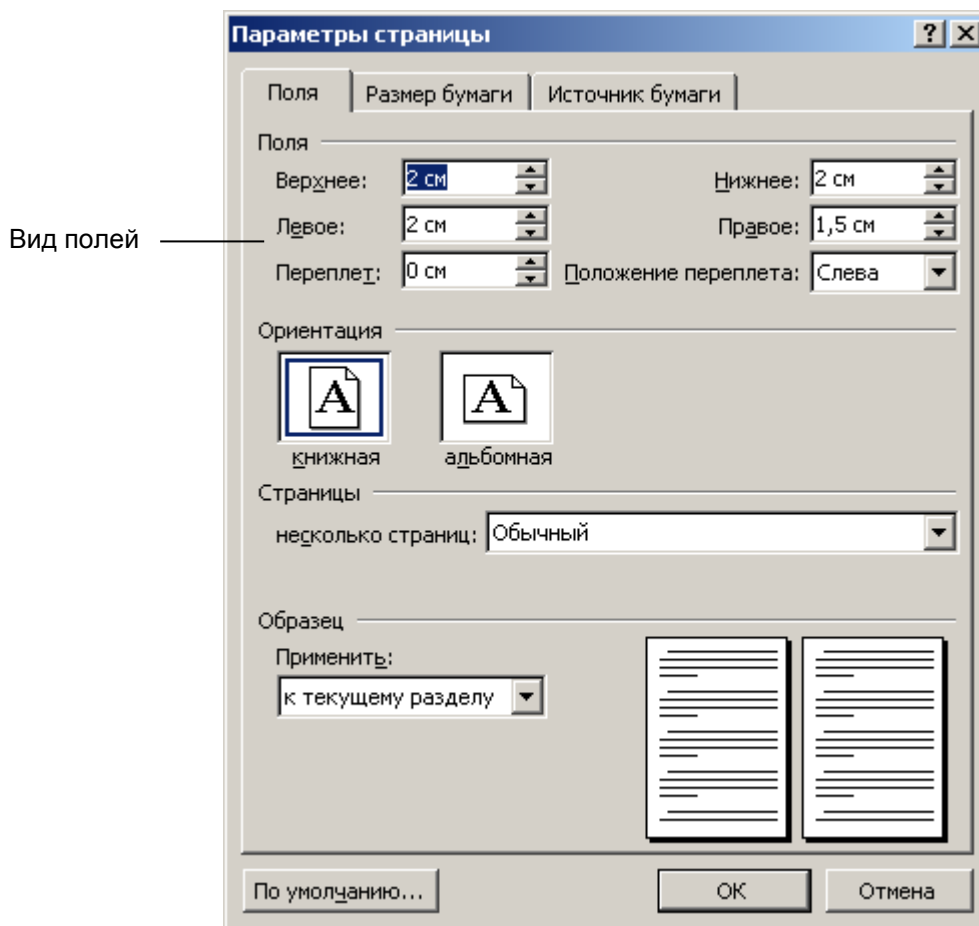 Параметры страницы
Поля Размер бумаги Источник бумаги
Поля
Верхнее: 2 см Нижнее: 2 см
Вид полей Левое: 2 см Правое: 1,5 см
Переплет: 0 см Положение переплета: Слева
Ориентация
A A
книжная альбомная
Страницы
несколько страниц: Обычный
Образец
Применить:
к текущему разделу
По умолчанию... ОК Отмена